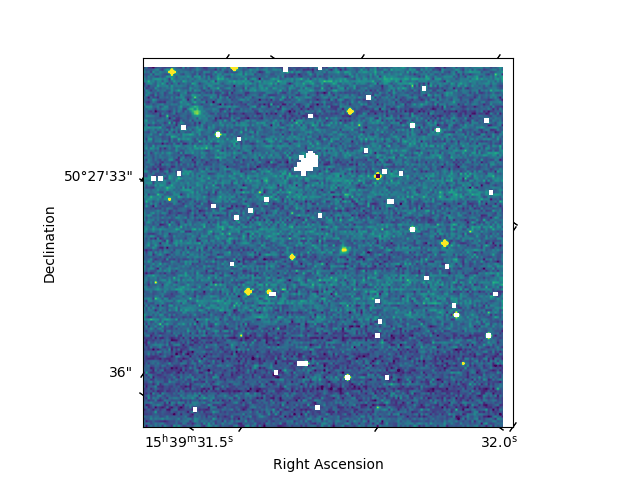 50°27'33"
Declination
36"
15ʰ39ᵐ31.5ˢ
32.0ˢ
Right Ascension